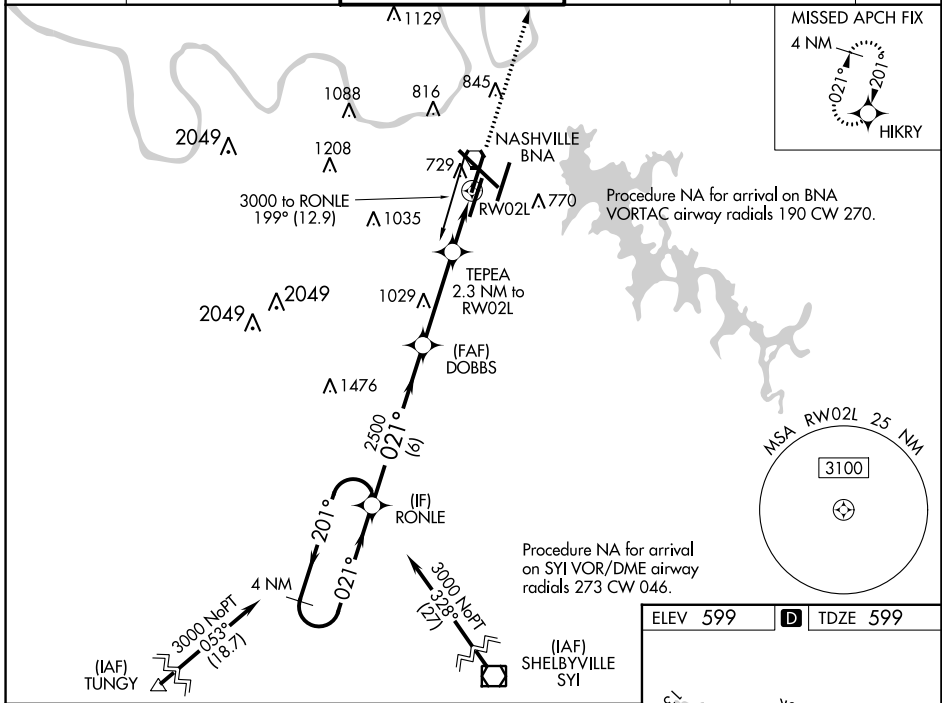 1129
MISSED APCH FIX
4 NM
021°
201°
HIKRY
845
816
1088
2049
1208
NASHVILLE
BNA
729
3000 to RONLE
199° (12.9)
RW02L
770
1035
Procedure NA for arrival on BNA
VORTAC airway radials 190 CW 270.
TEPEA
2.3 NM to
RW02L
2049
2049
1029
(FAF)
DOBBS
1476
2500
021°
(6)
MSA RW02L 25 NM
3100
(IF)
RONLE
201°
021°
4 NM
Procedure NA for arrival
on SYI VOR/DME airway
radials 273 CW 046.
3000 NoPT
053°
(18.7)
3000 NoPT
328°
(27)
(IAF)
TUNGY
(IAF)
SHELBYVILLE
SYI
ELEV 599
D
TDZE 599